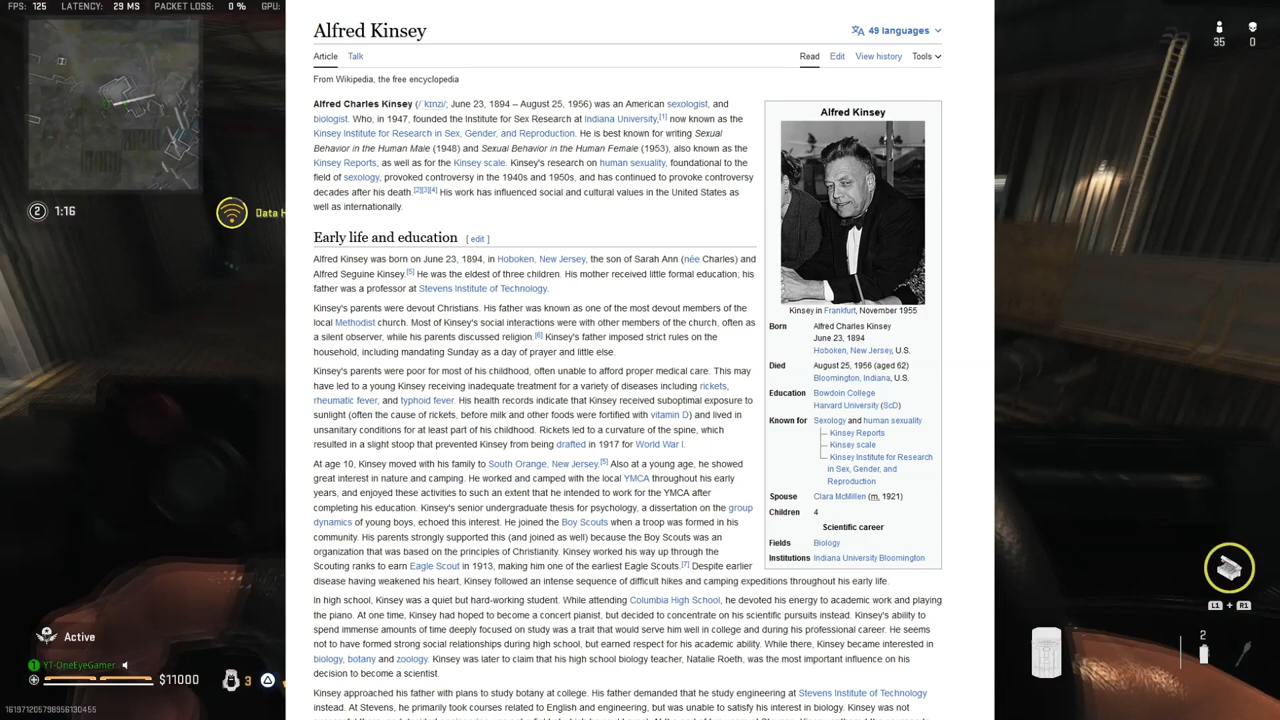 FPS: 125 LATENCY: 29 MS PACKET LOSS: 0 % GPU:
Alfred Kinsey
49 languages
Article Talk
Read Edit View history Tools
From Wikipedia, the free encyclopedia
Alfred Charles Kinsey (/ˈkɪnzi/; June 23, 1894 – August 25, 1956) was an American sexologist, and
biologist. Who, in 1947, founded the Institute for Sex Research at Indiana University,[1] now known as the
Kinsey Institute for Research in Sex, Gender, and Reproduction. He is best known for writing Sexual
Behavior in the Human Male (1948) and Sexual Behavior in the Human Female (1953), also known as the
Kinsey Reports, as well as for the Kinsey scale. Kinsey's research on human sexuality, foundational to the
field of sexology, provoked controversy in the 1940s and 1950s, and has continued to provoke controversy
decades after his death.[2][3][4] His work has influenced social and cultural values in the United States as
well as internationally.
Early life and education [ edit ]
Alfred Kinsey was born on June 23, 1894, in Hoboken, New Jersey, the son of Sarah Ann (née Charles) and
Alfred Seguine Kinsey.[5] He was the eldest of three children. His mother received little formal education; his
father was a professor at Stevens Institute of Technology.
Kinsey's parents were devout Christians. His father was known as one of the most devout members of the
local Methodist church. Most of Kinsey's social interactions were with other members of the church, often as
a silent observer, while his parents discussed religion.[6] Kinsey's father imposed strict rules on the
household, including mandating Sunday as a day of prayer and little else.
Kinsey's parents were poor for most of his childhood, often unable to afford proper medical care. This may
have led to a young Kinsey receiving inadequate treatment for a variety of diseases including rickets,
rheumatic fever, and typhoid fever. His health records indicate that Kinsey received suboptimal exposure to
sunlight (often the cause of rickets, before milk and other foods were fortified with vitamin D) and lived in
unsanitary conditions for at least part of his childhood. Rickets led to a curvature of the spine, which
resulted in a slight stoop that prevented Kinsey from being drafted in 1917 for World War I.
At age 10, Kinsey moved with his family to South Orange, New Jersey.[5] Also at a young age, he showed
great interest in nature and camping. He worked and camped with the local YMCA throughout his early
years, and enjoyed these activities to such an extent that he intended to work for the YMCA after
completing his education. Kinsey's senior undergraduate thesis for psychology, a dissertation on the group
dynamics of young boys, echoed this interest. He joined the Boy Scouts when a troop was formed in his
community. His parents strongly supported this (and joined as well) because the Boy Scouts was an
organization that was based on the principles of Christianity. Kinsey worked his way up through the
Scouting ranks to earn Eagle Scout in 1913, making him one of the earliest Eagle Scouts.[7] Despite earlier
disease having weakened his heart, Kinsey followed an intense sequence of difficult hikes and camping expeditions throughout his early life.
In high school, Kinsey was a quiet but hard-working student. While attending Columbia High School, he devoted his energy to academic work and playing
the piano. At one time, Kinsey had hoped to become a concert pianist, but decided to concentrate on his scientific pursuits instead. Kinsey's ability to
spend immense amounts of time deeply focused on study was a trait that would serve him well in college and during his professional career. He seems
not to have formed strong social relationships during high school, but earned respect for his academic ability. While there, Kinsey became interested in
biology, botany and zoology. Kinsey was later to claim that his high school biology teacher, Natalie Roeth, was the most important influence on his
decision to become a scientist.
Kinsey approached his father with plans to study botany at college. His father demanded that he study engineering at Stevens Institute of Technology
instead. At Stevens, he primarily took courses related to English and engineering, but was unable to satisfy his interest in biology. Kinsey was not
Alfred Kinsey
Kinsey in Frankfurt, November 1955
Born Alfred Charles Kinsey
June 23, 1894
Hoboken, New Jersey, U.S.
Died August 25, 1956 (aged 62)
Bloomington, Indiana, U.S.
Education Bowdoin College
Harvard University (ScD)
Known for Sexology and human sexuality
Kinsey Reports
Kinsey scale
Kinsey Institute for Research
in Sex, Gender, and
Reproduction
Spouse Clara McMillen (m. 1921)
Children 4
Scientific career
Fields Biology
Institutions Indiana University Bloomington
35 0
2 1:16
Data H
Active
1 YT-OneEyeGamer
$11000
3
L1 + R1
2